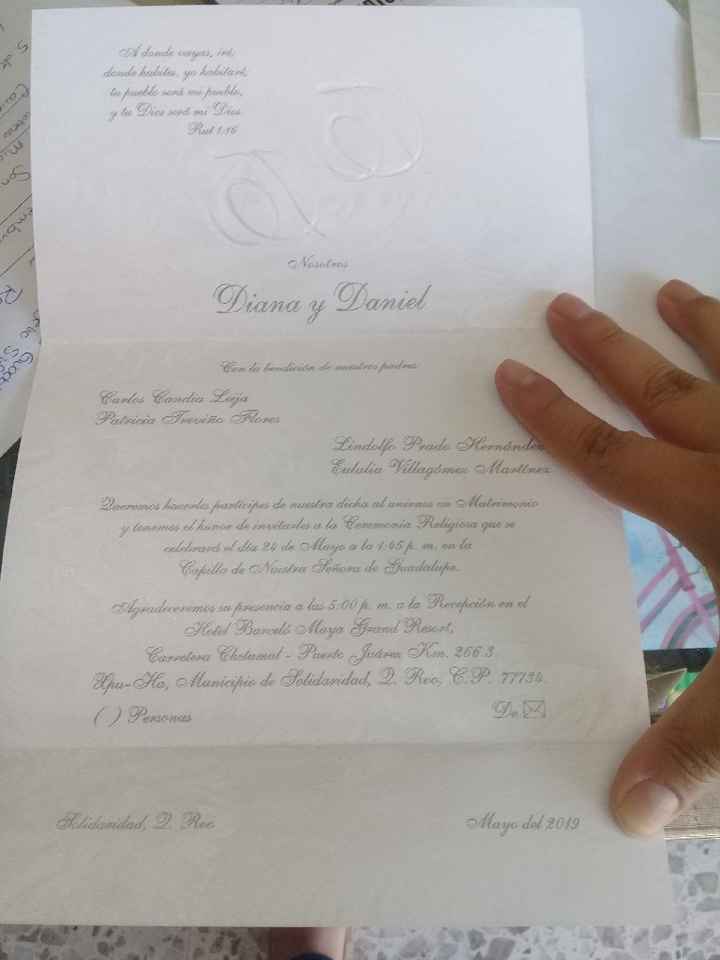 A donde vayas, iré,
donde habites, yo habitaré,
tu pueblo será mi pueblo,
y tu Dios será mi Dios.
Rut 1:16
Nosotros
Diana y Daniel
Con la bendición de nuestros padres
Carlos Candia
Patricia Treviño Flores
Lindolfo Prado Hernández
Eulalia Villagómez Martínez
Queremos hacerlos partícipes de nuestra dicha al unirnos en Matrimonio
y tenemos el honor de invitarles a la Ceremonia Religiosa que se
celebrará el día 24 de Mayo a la 1:45 p. m. en la
Capilla de Nuestra Señora de Guadalupe.
Agradeceremos su presencia a las 5:00 p. m. a la Recepción en el
Hotel Barceló Maya Grand Resort,
Carretera Chetumal - Puerto Juárez Km. 266.3
Xpu-Ha, Municipio de Solidaridad, Q. Roo, C.P. 77734.
( ) Personas
De
Solidaridad, Q. Roo
Mayo del 2019